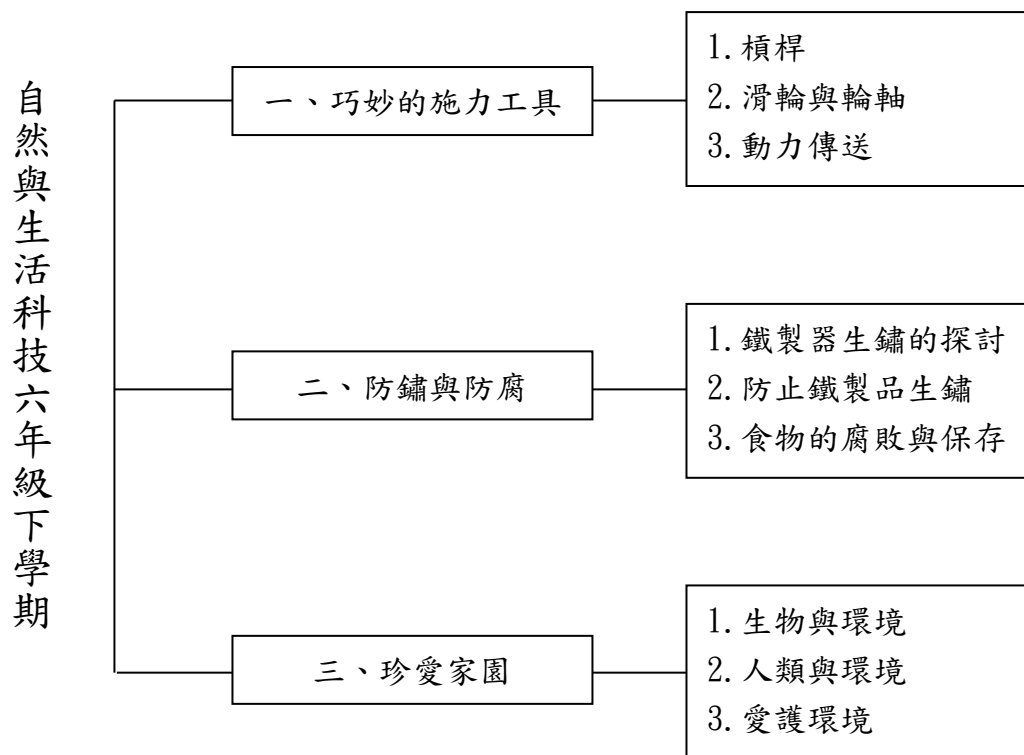 自然與生活科技六年級下學期
一、巧妙的施力工具
1.槓桿
2.滑輪與輪軸
3.動力傳送
二、防鏽與防腐
1.鐵製器生鏽的探討
2.防止鐵製品生鏽
3.食物的腐敗與保存
三、珍愛家園
1.生物與環境
2.人類與環境
3.愛護環境